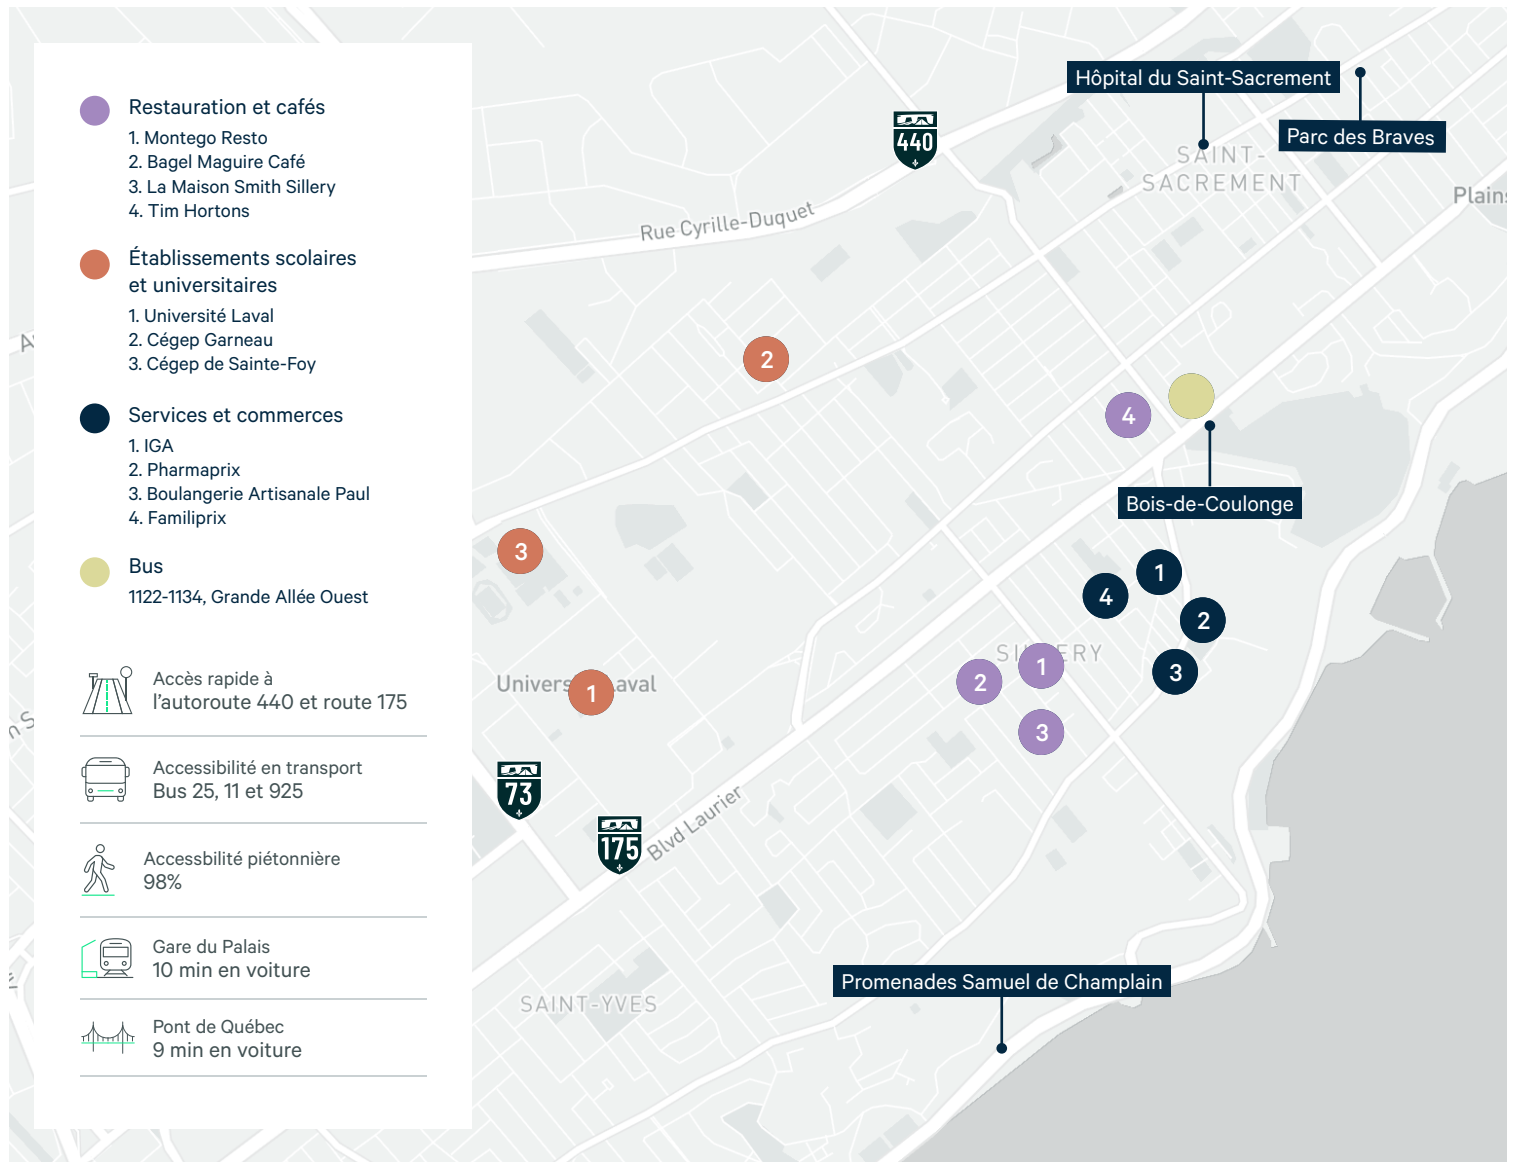 Restauration et cafés
1. Montego Resto
2. Bagel Maguire Café
3. La Maison Smith Sillery
4. Tim Hortons
Établissements scolaires
et universitaires
1. Université Laval
2. Cégep Garneau
3. Cégep de Sainte-Foy
Services et commerces
1. IGA
2. Pharmaprix
3. Boulangerie Artisanale Paul
4. Familiprix
Bus
1122-1134, Grande Allée Ouest
Accès rapide à
l'autoroute 440 et route 175
Accessibilité en transport
Bus 25, 11 et 925
Accessbilité piétonnière
98%
Gare du Palais
10 min en voiture
Pont de Québec
9 min en voiture
Hôpital du Saint-Sacrement
Parc des Braves
440
SAINT-
SACREMENT
Plains
Rue Cyrille-Duquet
2
4
Bois-de-Coulonge
3
1
4
2
SILLERY
1
2
3
3
1
73
175
Blvd Laurier
Promenades Samuel de Champlain
SAINT-YVES